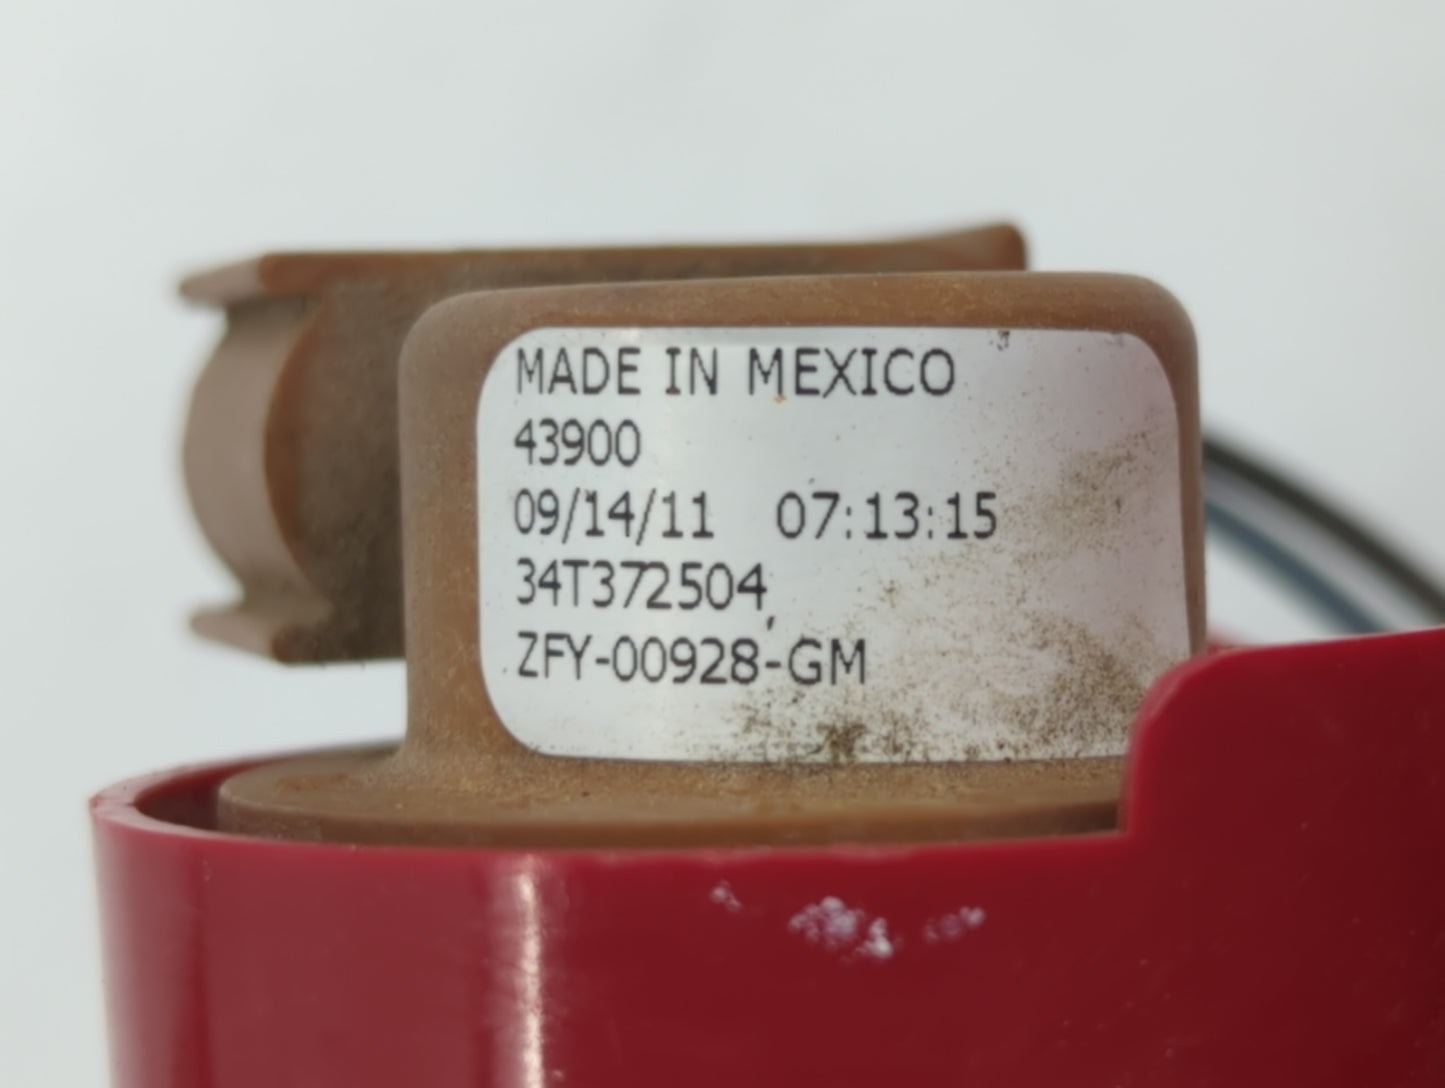 MADE IN MEXICO
43900
09/14/11 07:13:15
34T372504
ZFY-00928-GM